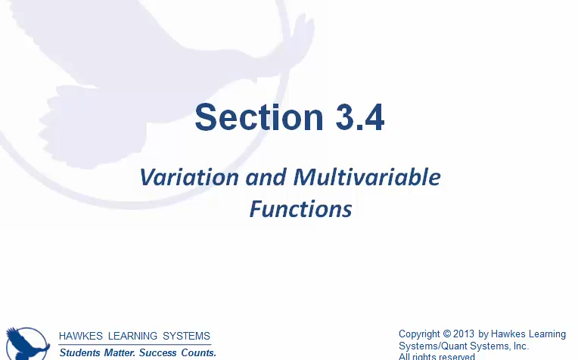 Section 3.4
Variation and Multivariable
Functions
HAWKES LEARNING SYSTEMS
Students Matter. Success Counts.
Copyright © 2013 by Hawkes Learning
Systems/Quant Systems, Inc.
All rights reserved